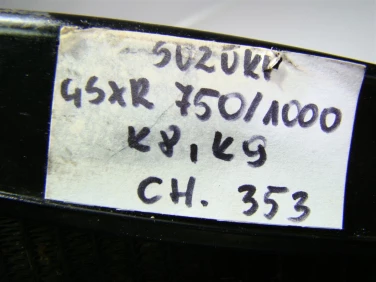 SUZUKI
GSXR 750/1000
K8, K9
CH. 353